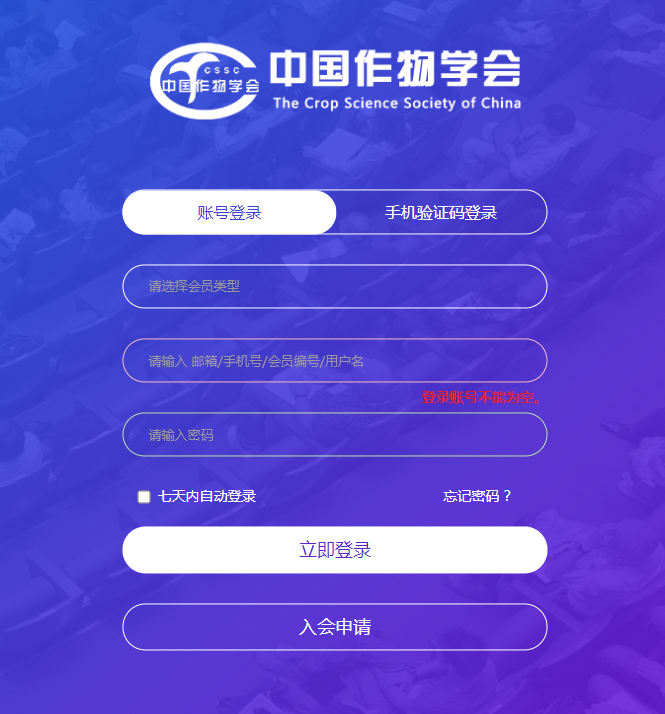 CSSC
中国作物学会
中国作物学会
The Crop Science Society of China
账号登录 手机验证码登录
请选择会员类型
请输入 邮箱/手机号/会员编号/用户名
登录账号不能为空。
请输入密码
七天内自动登录 忘记密码？
立即登录
入会申请